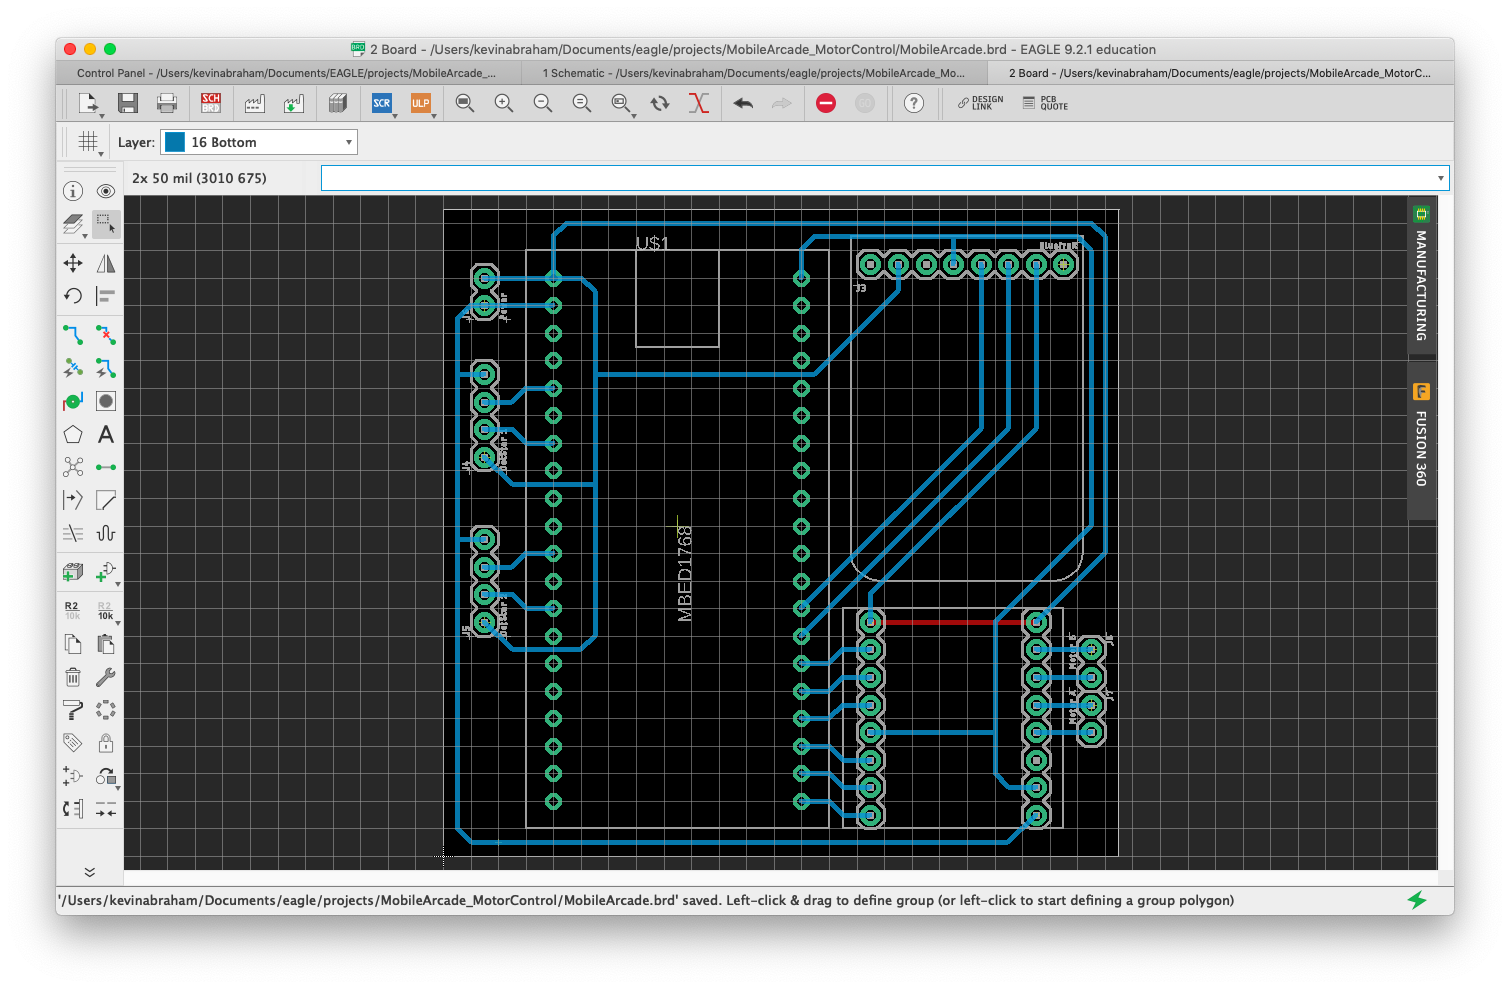 2 Board - /Users/kevinabraham/Documents/eagle/projects/MobileArcade_MotorControl/MobileArcade.brd - EAGLE 9.2.1 education
Control Panel - /Users/kevinabraham/Documents/EAGLE/projects/MobileArcade_...
1 Schematic - /Users/kevinabraham/Documents/eagle/projects/MobileArcade_Mo...
2 Board - /Users/kevinabraham/Documents/eagle/projects/MobileArcade_MotorC...
SCH
BRD
SCR
ULP
GO
?
DESIGN
LINK
PCB
QUOTE
Layer:
16 Bottom
2x 50 mil (3010 675)
R2
10k
R2
10k
U$1
MBED1768
J3
Power
J4
J5
Motor B
Motor A
J6
J7
MANUFACTURING
FUSION 360
'/Users/kevinabraham/Documents/eagle/projects/MobileArcade_MotorControl/MobileArcade.brd' saved. Left-click & drag to define group (or left-click to start defining a group polygon)